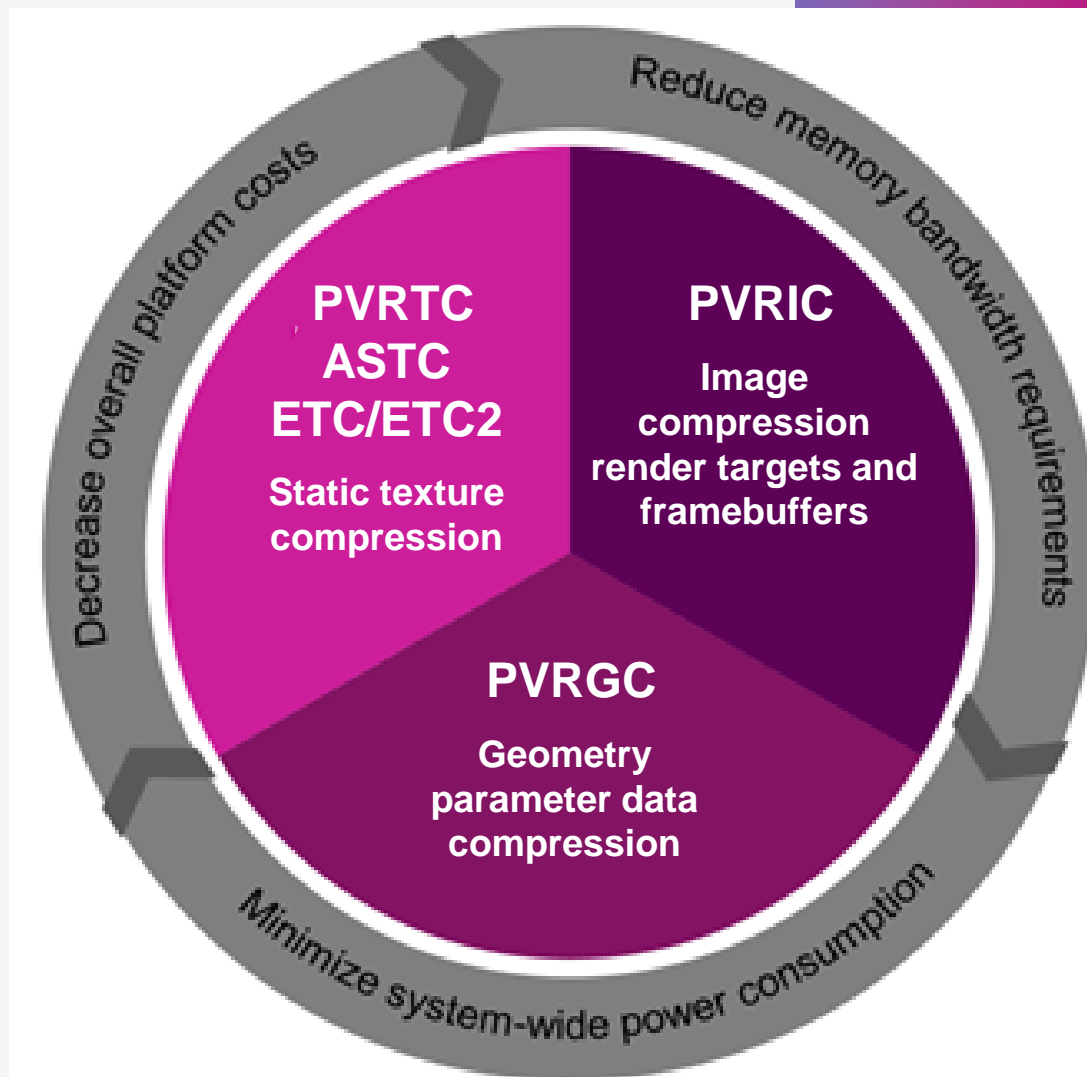 Reduce memory bandwidth requirements
Minimize system-wide power consumption
Decrease overall platform costs
PVRTC
ASTC
ETC/ETC2
Static texture
compression
PVRIC
Image
compression
render targets and
framebuffers
PVRGC
Geometry
parameter data
compression